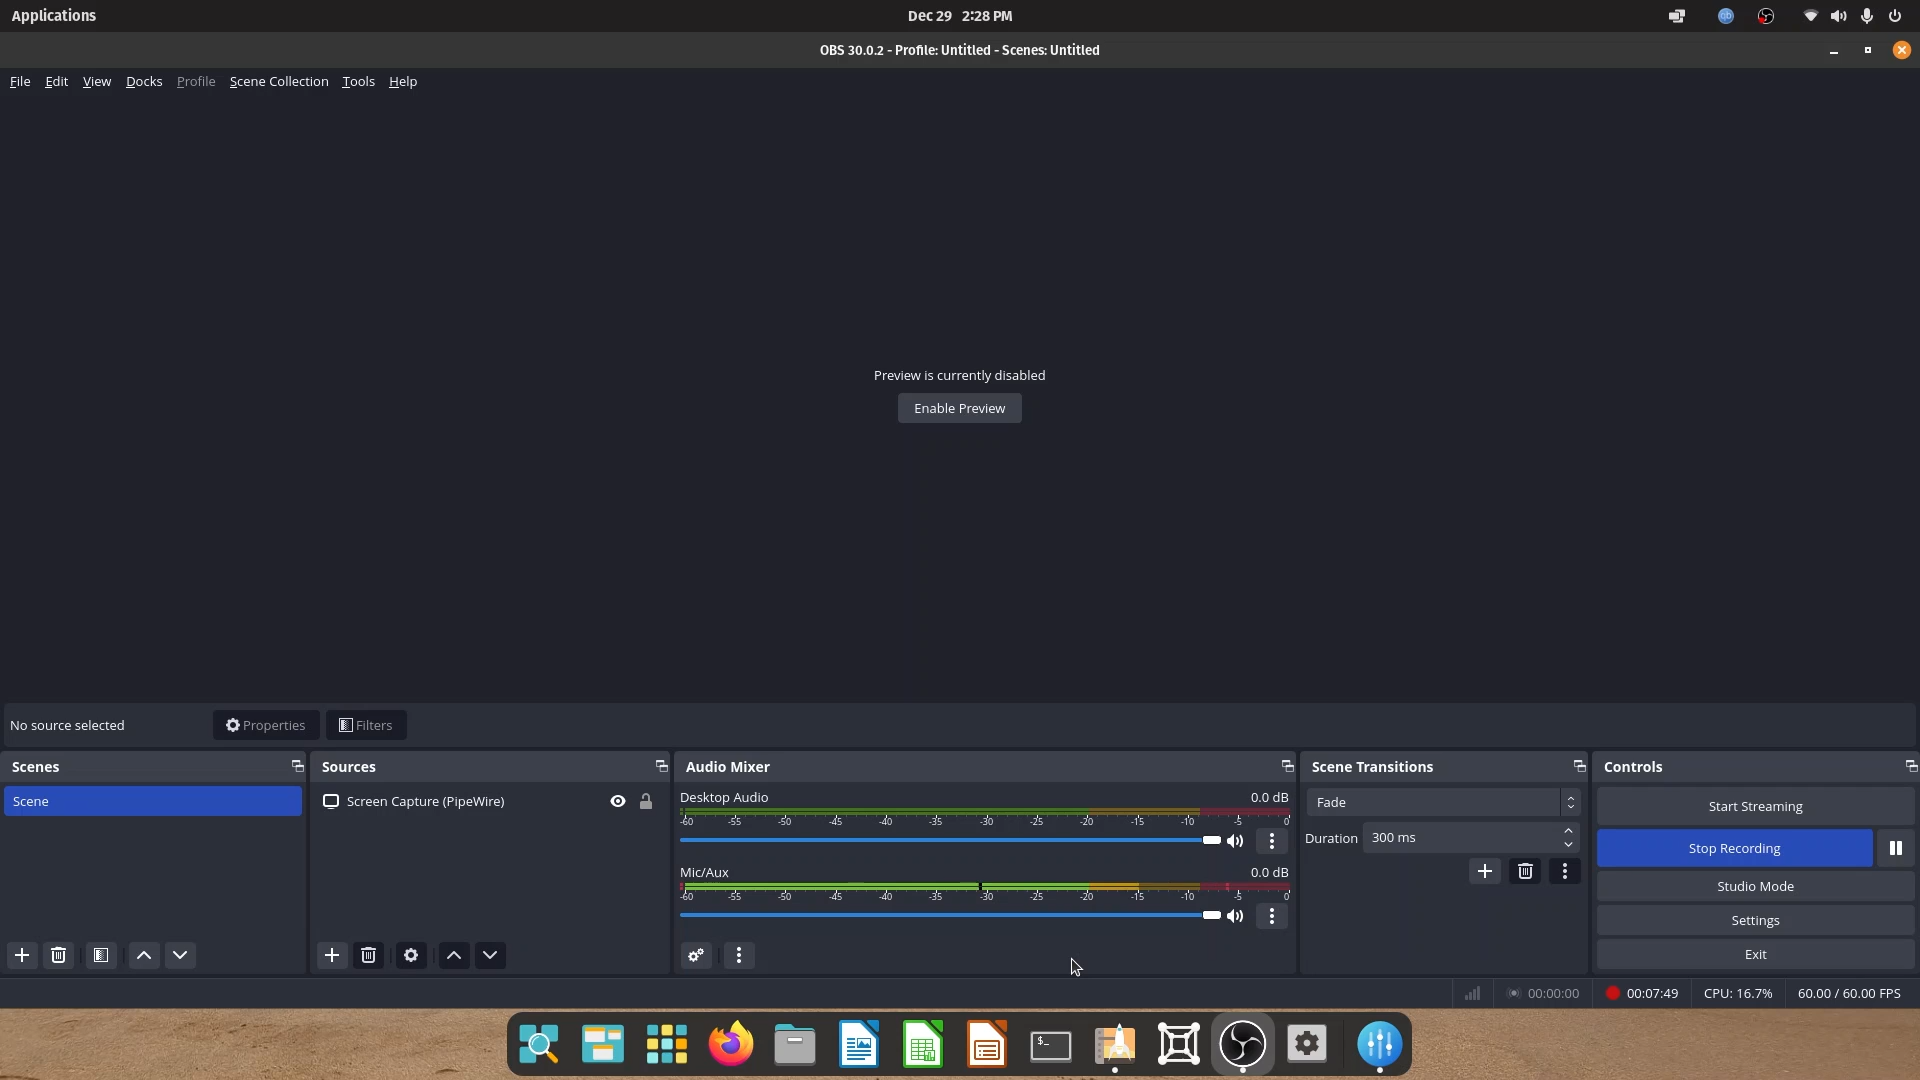 Applications
Dec 29 2:28 PM
OBS 30.0.2 - Profile: Untitled - Scenes: Untitled
File Edit View Docks Profile Scene Collection Tools Help
Preview is currently disabled
Enable Preview
No source selected Properties Filters
Scenes
Scene
Sources
Screen Capture (PipeWire)
Audio Mixer
Desktop Audio 0.0 dB
-60 -55 -50 -45 -40 -35 -30 -25 -20 -15 -10 -5 0
Mic/Aux 0.0 dB
-60 -55 -50 -45 -40 -35 -30 -25 -20 -15 -10 -5 0
Scene Transitions
Fade
Duration 300 ms
Controls
Start Streaming
Stop Recording
Studio Mode
Settings
Exit
00:00:00 00:07:49 CPU: 16.7% 60.00 / 60.00 FPS
$_